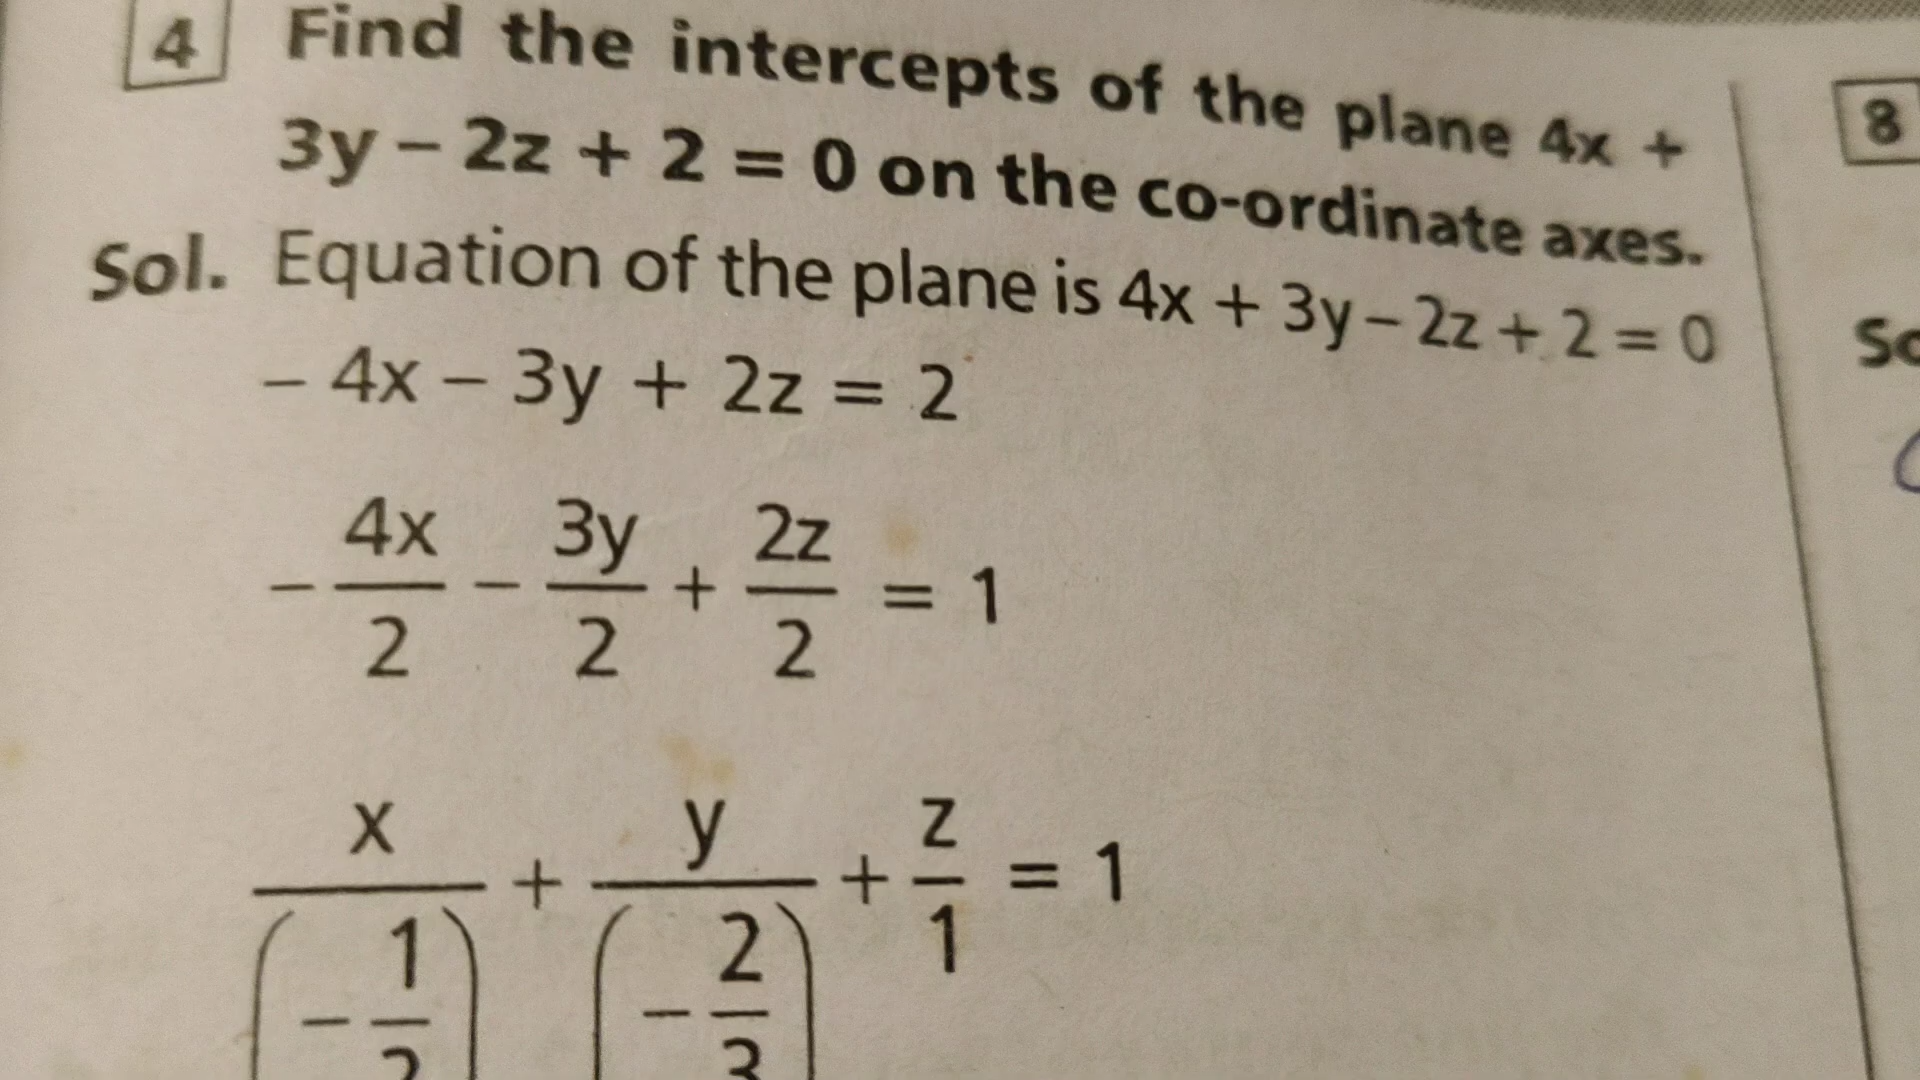 4 Find the intercepts of the plane 4x +
3y – 2z + 2 = 0 on the co-ordinate axes.
Sol. Equation of the plane is 4x + 3y – 2z + 2 = 0
– 4x – 3y + 2z = 2
– 4x/2 – 3y/2 + 2z/2 = 1
x/(–1/2) + y/(–2/3) + z/1 = 1
8